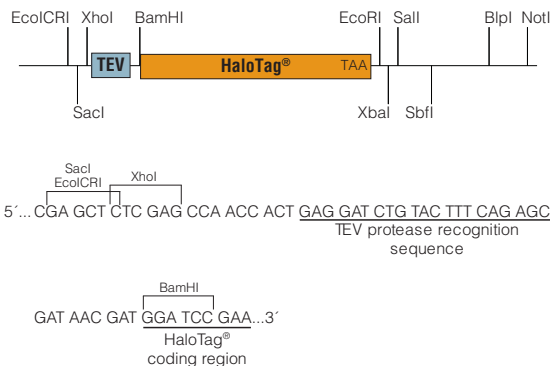 EcoICRI XhoI BamHI EcoRI SalI BlpI NotI
TEV HaloTag® TAA
SacI XbaI SbfI
SacI
EcoICRI XhoI
5´... CGA GCT CTC GAG CCA ACC ACT GAG GAT CTG TAC TTT CAG AGC
TEV protease recognition
sequence
BamHI
GAT AAC GAT GGA TCC GAA...3´
HaloTag®
coding region